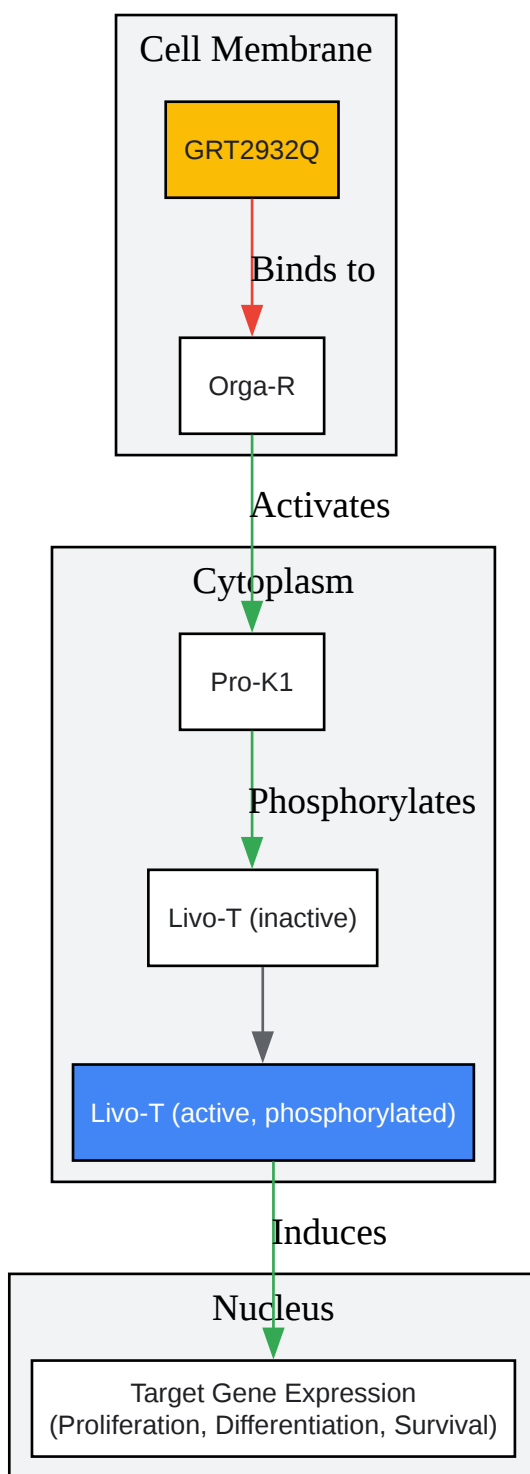 Cell Membrane
GRT2932Q
Binds to
Orga-R
Activates
Cytoplasm
Pro-K1
Phosphorylates
Livo-T (inactive)
Livo-T (active, phosphorylated)
Induces
Nucleus
Target Gene Expression
(Proliferation, Differentiation, Survival)